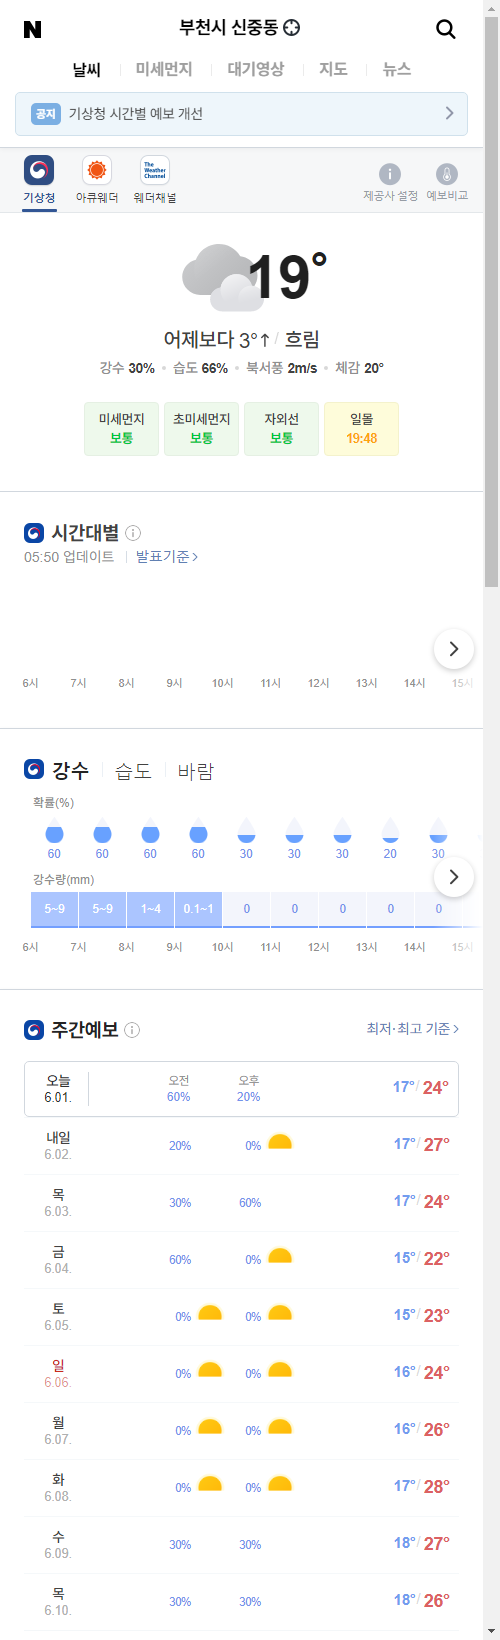 N
부천시 신중동
날씨 미세먼지 대기영상 지도 뉴스
공지 기상청 시간별 예보 개선
The Weather Channel
기상청 아큐웨더 웨더채널 제공사 설정 예보비교
19°
어제보다 3°↑ / 흐림
강수 30% • 습도 66% • 북서풍 2m/s • 체감 20°
미세먼지 초미세먼지 자외선 일몰
보통 보통 보통 19:48
시간대별
05:50 업데이트 발표기준 >
6시 7시 8시 9시 10시 11시 12시 13시 14시 15시
강수 습도 바람
확률(%)
60 60 60 60 30 30 30 20 30
강수량(mm)
5~9 5~9 1~4 0.1~1 0 0 0 0 0
6시 7시 8시 9시 10시 11시 12시 13시 14시 15시
주간예보 최저·최고 기준 >
오늘 오전 오후
6.01. 60% 20% 17° / 24°
내일
6.02. 20% 0% 17° / 27°
목
6.03. 30% 60% 17° / 24°
금
6.04. 60% 0% 15° / 22°
토
6.05. 0% 0% 15° / 23°
일
6.06. 0% 0% 16° / 24°
월
6.07. 0% 0% 16° / 26°
화
6.08. 0% 0% 17° / 28°
수
6.09. 30% 30% 18° / 27°
목
6.10. 30% 30% 18° / 26°